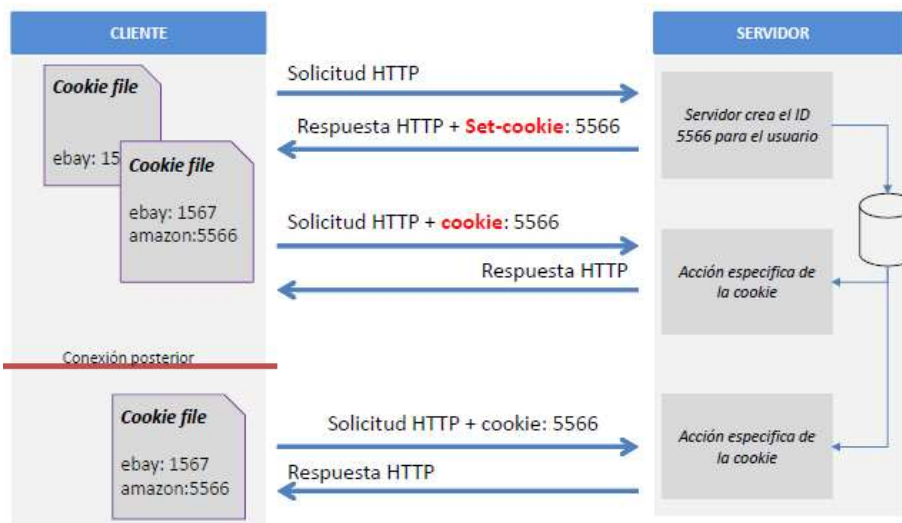 CLIENTE
SERVIDOR
Cookie file
ebay: 15
Cookie file
ebay: 1567
amazon:5566
Solicitud HTTP
Respuesta HTTP + Set-cookie: 5566
Servidor crea el ID
5566 para el usuario
Solicitud HTTP + cookie: 5566
Respuesta HTTP
Acción especifica de
la cookie
Conexión posterior
Cookie file
ebay: 1567
amazon:5566
Solicitud HTTP + cookie: 5566
Respuesta HTTP
Acción especifica de
la cookie